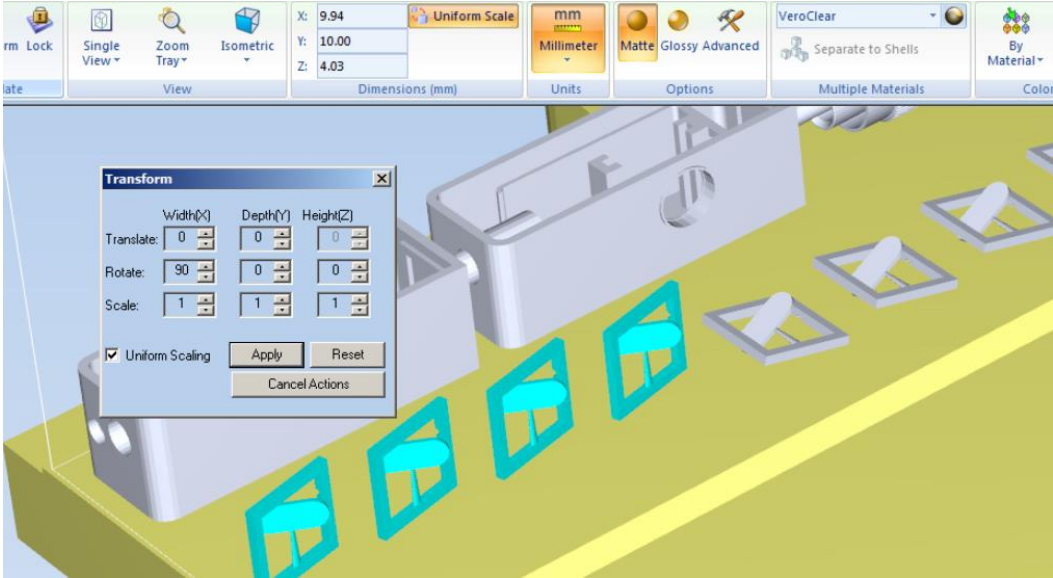 X: 9.94 Uniform Scale
Y: 10.00
Z: 4.03
rm Lock
Single View
Zoom Tray
Isometric
mm
Millimeter
Matte Glossy Advanced
VeroClear
Separate to Shells
By Material
late
View
Dimensions (mm)
Units
Options
Multiple Materials
Color
Transform
Width(X) Depth(Y) Height(Z)
Translate: 0 0 0
Rotate: 90 0 0
Scale: 1 1 1
Uniform Scaling Apply Reset
Cancel Actions